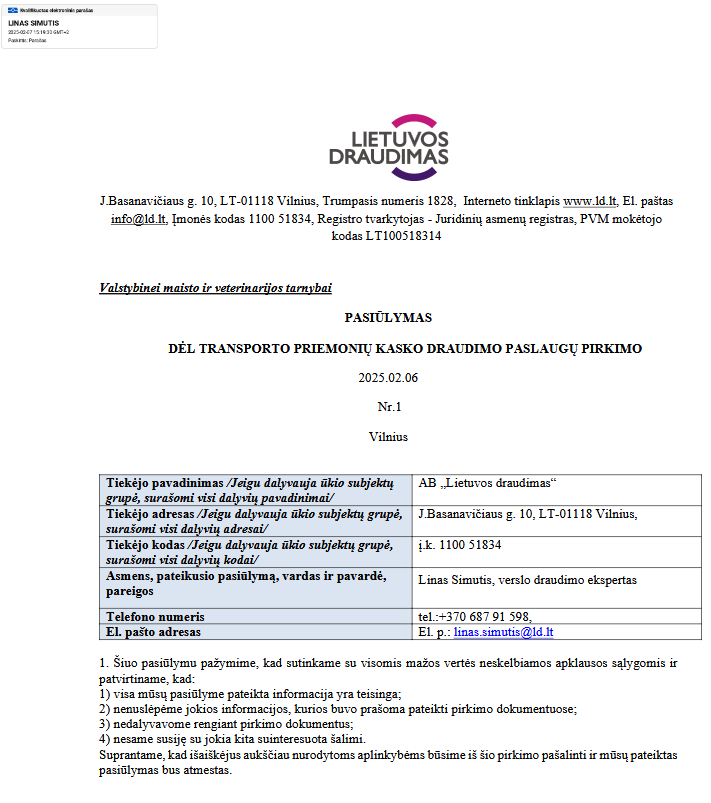 Kvalifikuotas elektroninis parašas
LINAS SIMUTIS
2025-02-07 15:19:33 GMT+2
Paskirtis: Parašas
LIETUVOS
DRAUDIMAS
J.Basanavičiaus g. 10, LT-01118 Vilnius, Trumpasis numeris 1828, Interneto tinklapis www.ld.lt, El. paštas
info@ld.lt, Įmonės kodas 1100 51834, Registro tvarkytojas - Juridinių asmenų registras, PVM mokėtojo
kodas LT100518314
Valstybinei maisto ir veterinarijos tarnybai
PASIŪLYMAS
DĖL TRANSPORTO PRIEMONIŲ KASKO DRAUDIMO PASLAUGŲ PIRKIMO
2025.02.06
Nr.1
Vilnius
Tiekėjo pavadinimas /Jeigu dalyvauja ūkio subjektų
grupė, surašomi visi dalyvių pavadinimai/
AB „Lietuvos draudimas“
Tiekėjo adresas /Jeigu dalyvauja ūkio subjektų grupė,
surašomi visi dalyvių adresai/
J.Basanavičiaus g. 10, LT-01118 Vilnius,
Tiekėjo kodas /Jeigu dalyvauja ūkio subjektų grupė,
surašomi visi dalyvių kodai/
į.k. 1100 51834
Asmens, pateikusio pasiūlymą, vardas ir pavardė,
pareigos
Linas Simutis, verslo draudimo ekspertas
Telefono numeris
tel.:+370 687 91 598,
El. pašto adresas
El. p.: linas.simutis@ld.lt
1. Šiuo pasiūlymu pažymime, kad sutinkame su visomis mažos vertės neskelbiamos apklausos sąlygomis ir
patvirtiname, kad:
1) visa mūsų pasiūlyme pateikta informacija yra teisinga;
2) nenuslėpėme jokios informacijos, kurios buvo prašoma pateikti pirkimo dokumentuose;
3) nedalyvavome rengiant pirkimo dokumentus;
4) nesame susiję su jokia kita suinteresuota šalimi.
Suprantame, kad išaiškėjus aukščiau nurodytoms aplinkybėms būsime iš šio pirkimo pašalinti ir mūsų pateiktas
pasiūlymas bus atmestas.